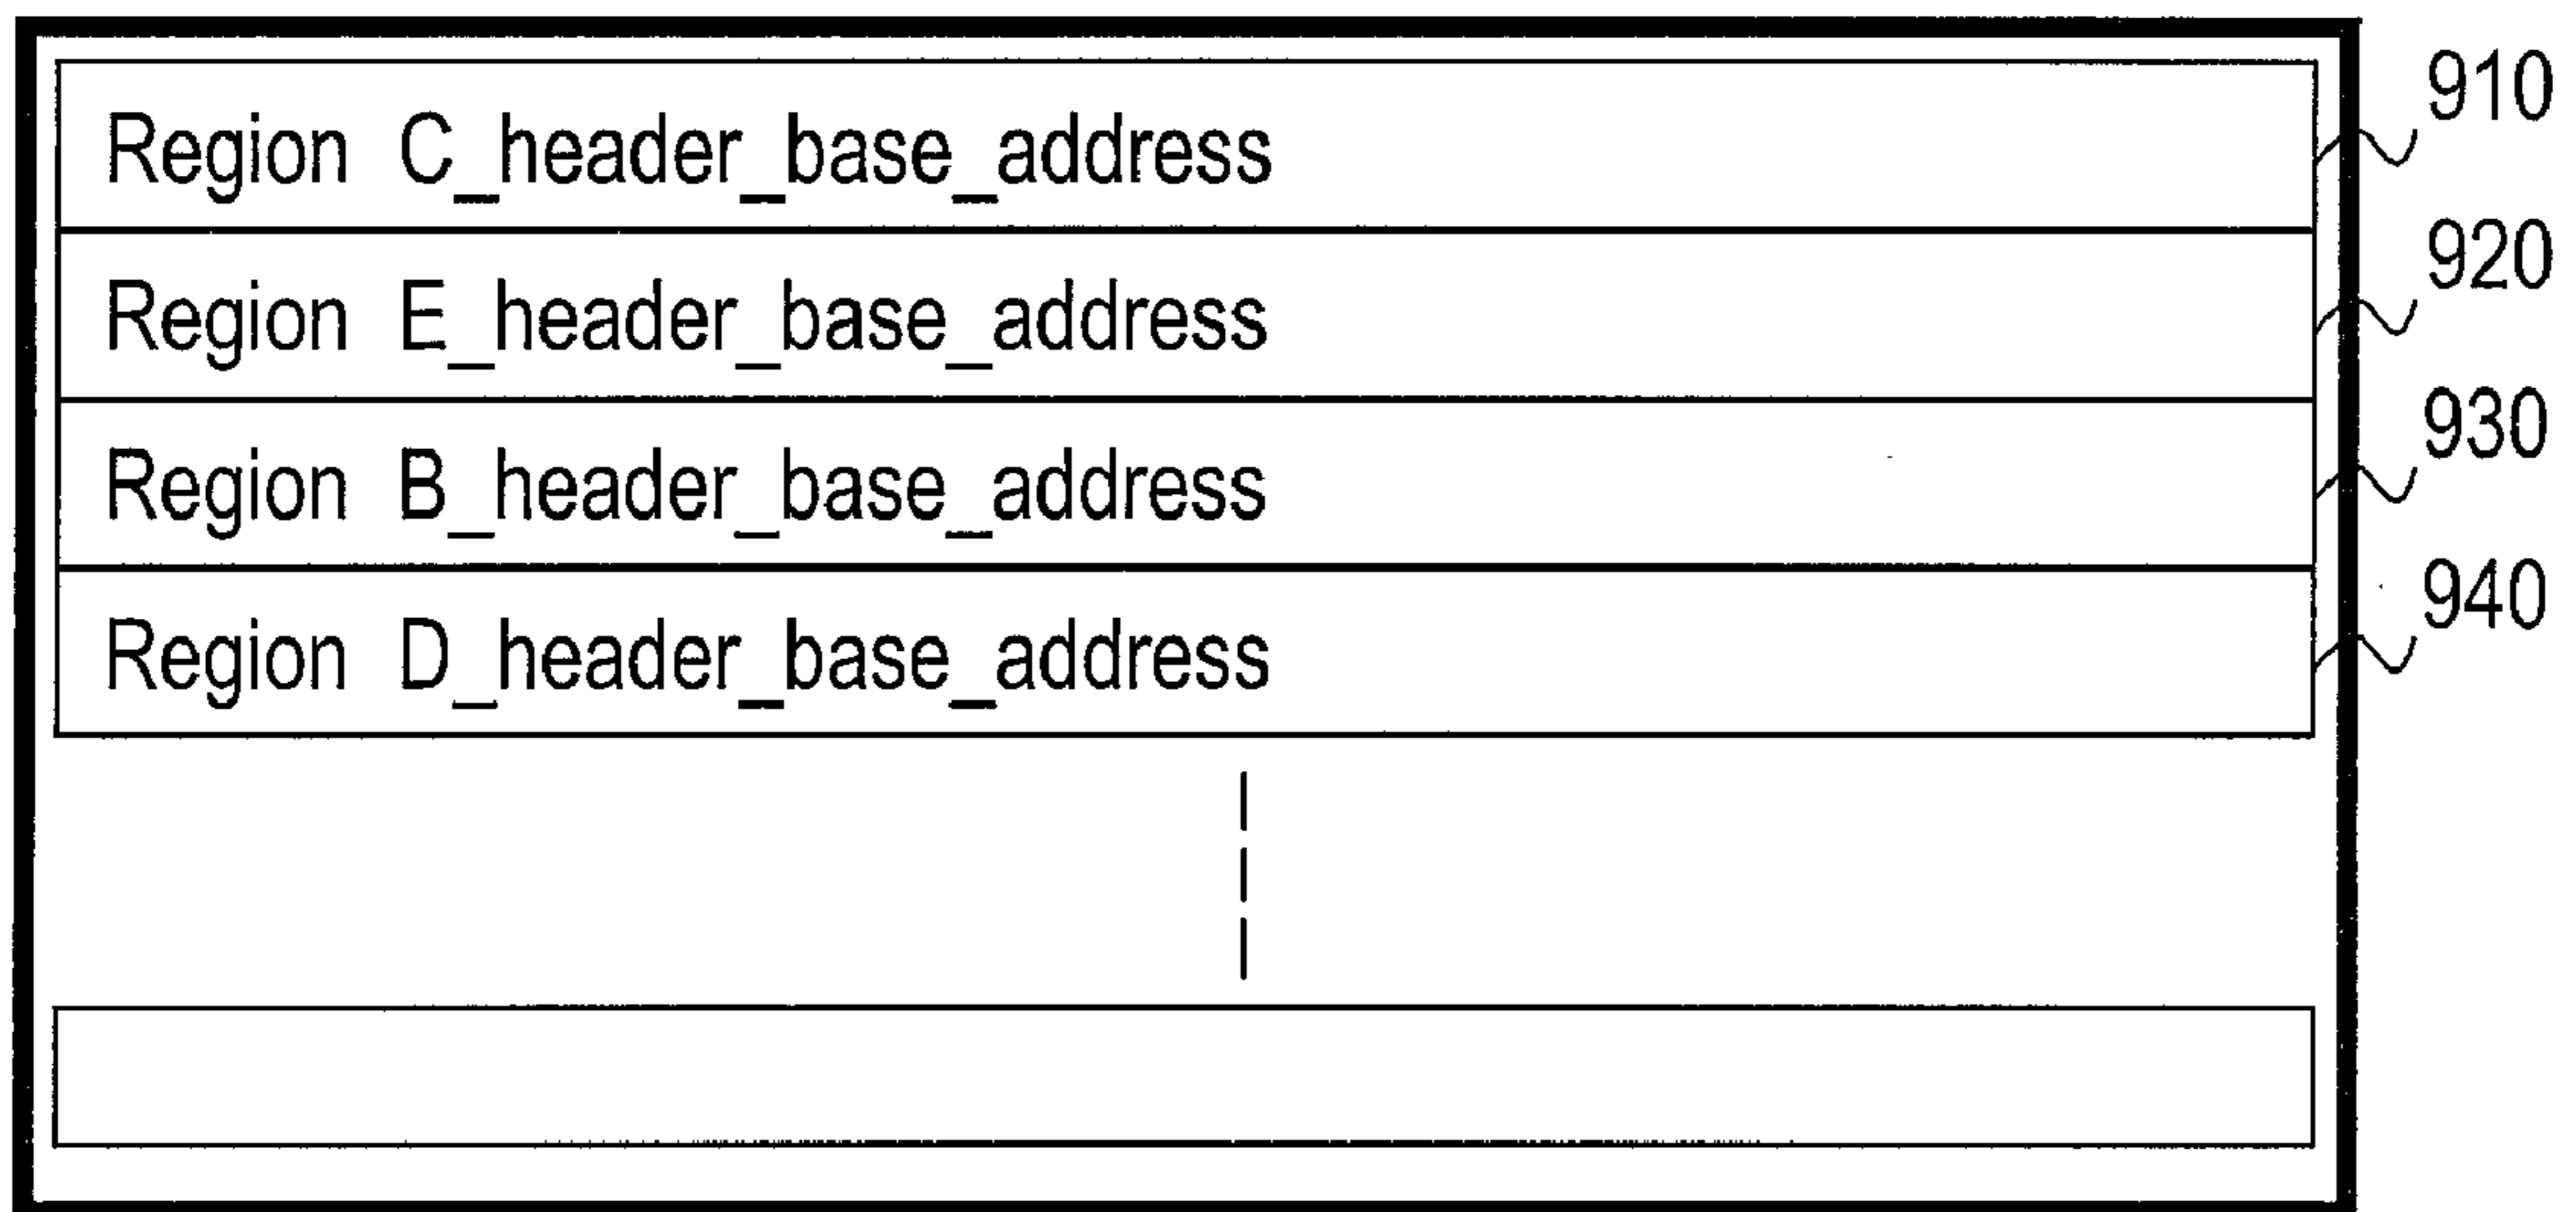 Region C_header_base_address 910
Region E_header_base_address 920
Region B_header_base_address 930
Region D_header_base_address 940